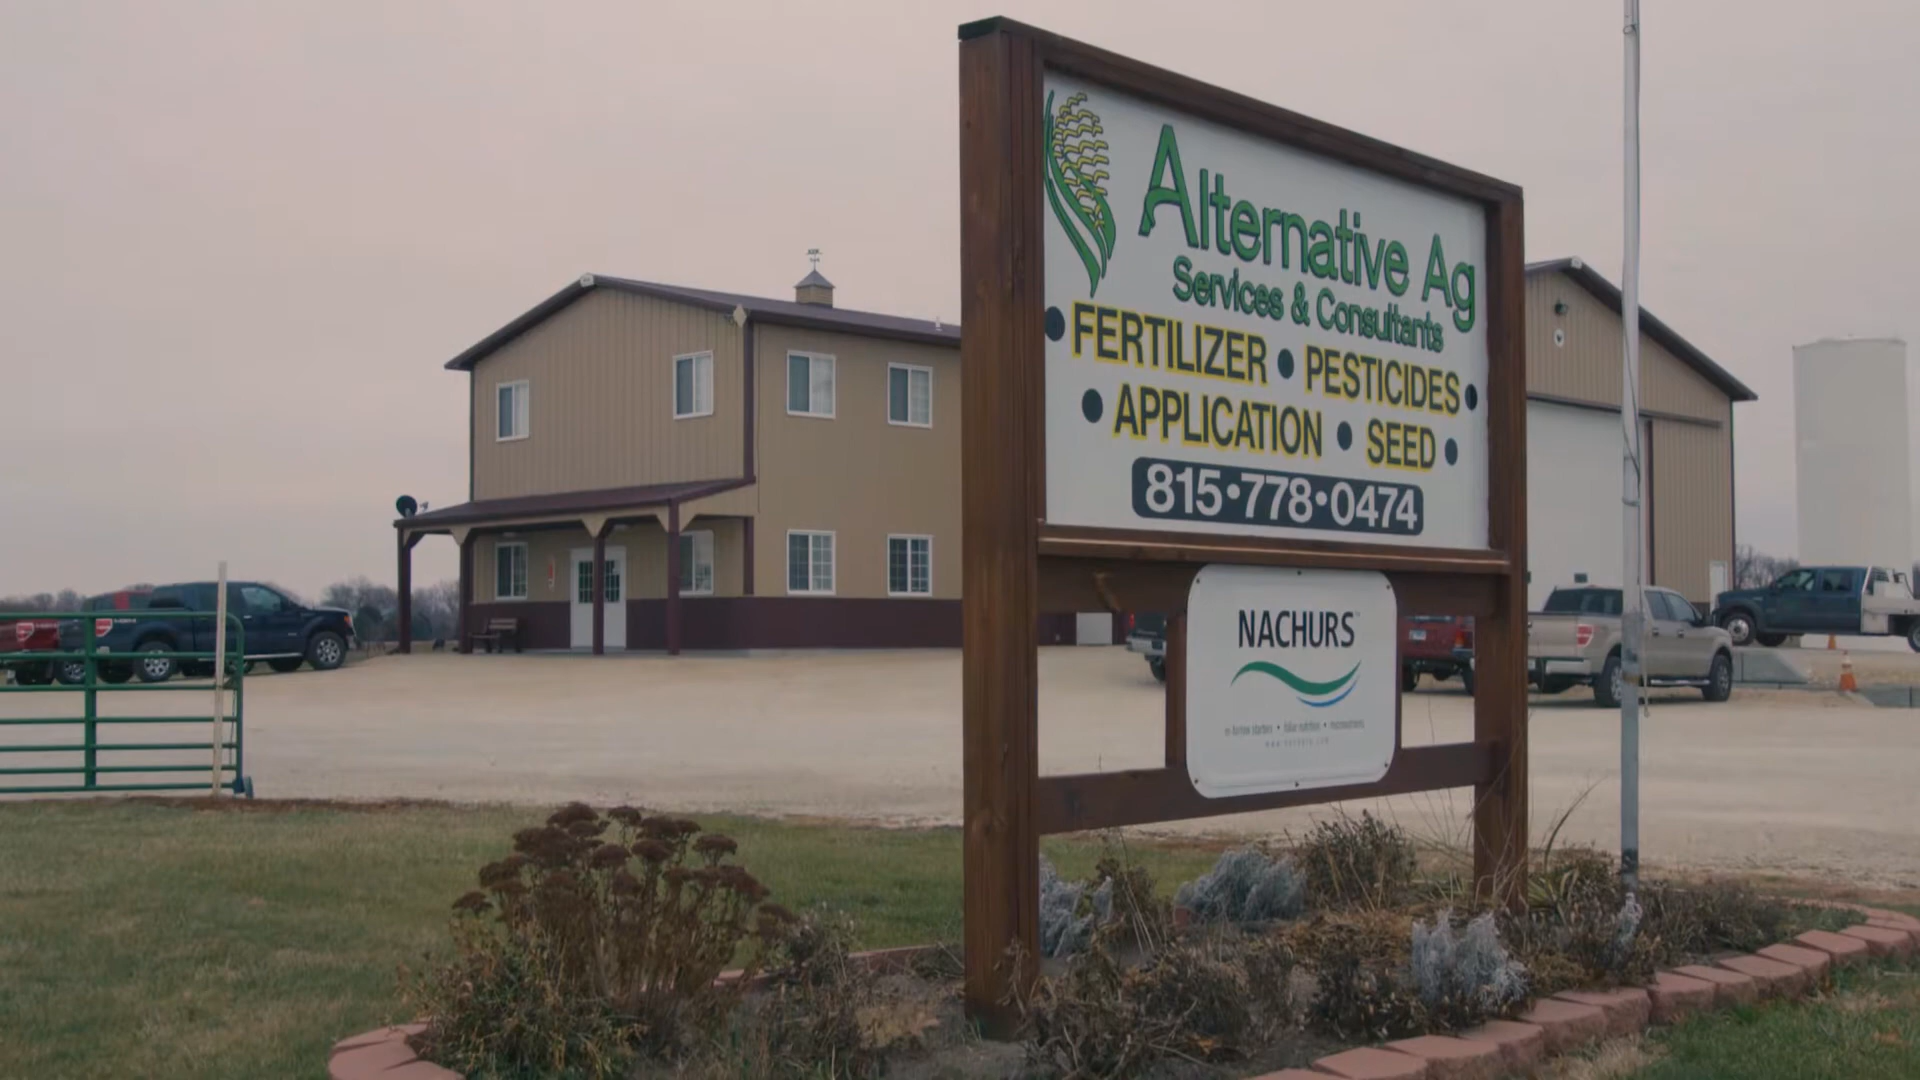 Alternative Ag
Services & Consultants
• FERTILIZER • PESTICIDES •
• APPLICATION • SEED •
815•778•0474
NACHURS